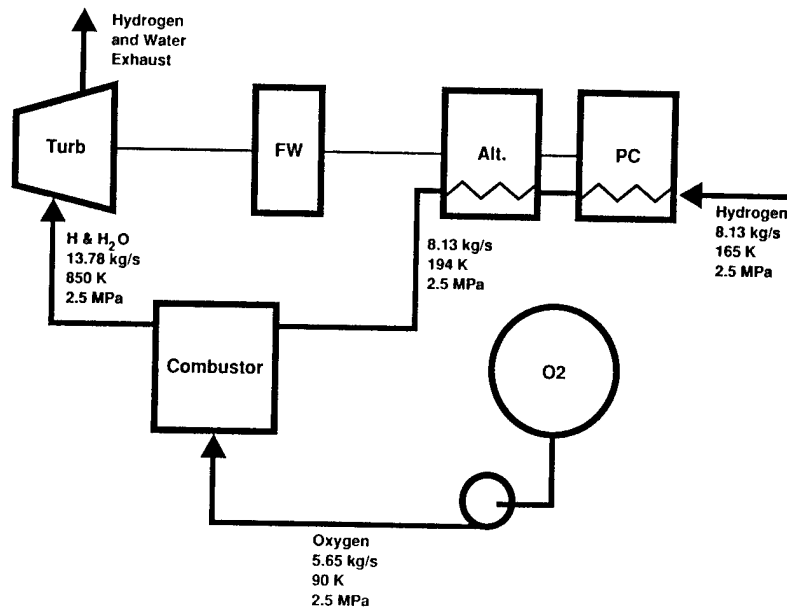 Hydrogen
and Water
Exhaust
Turb
FW
Alt.
PC
H & H₂O
13.78 kg/s
850 K
2.5 MPa
8.13 kg/s
194 K
2.5 MPa
Hydrogen
8.13 kg/s
165 K
2.5 MPa
Combustor
O2
Oxygen
5.65 kg/s
90 K
2.5 MPa